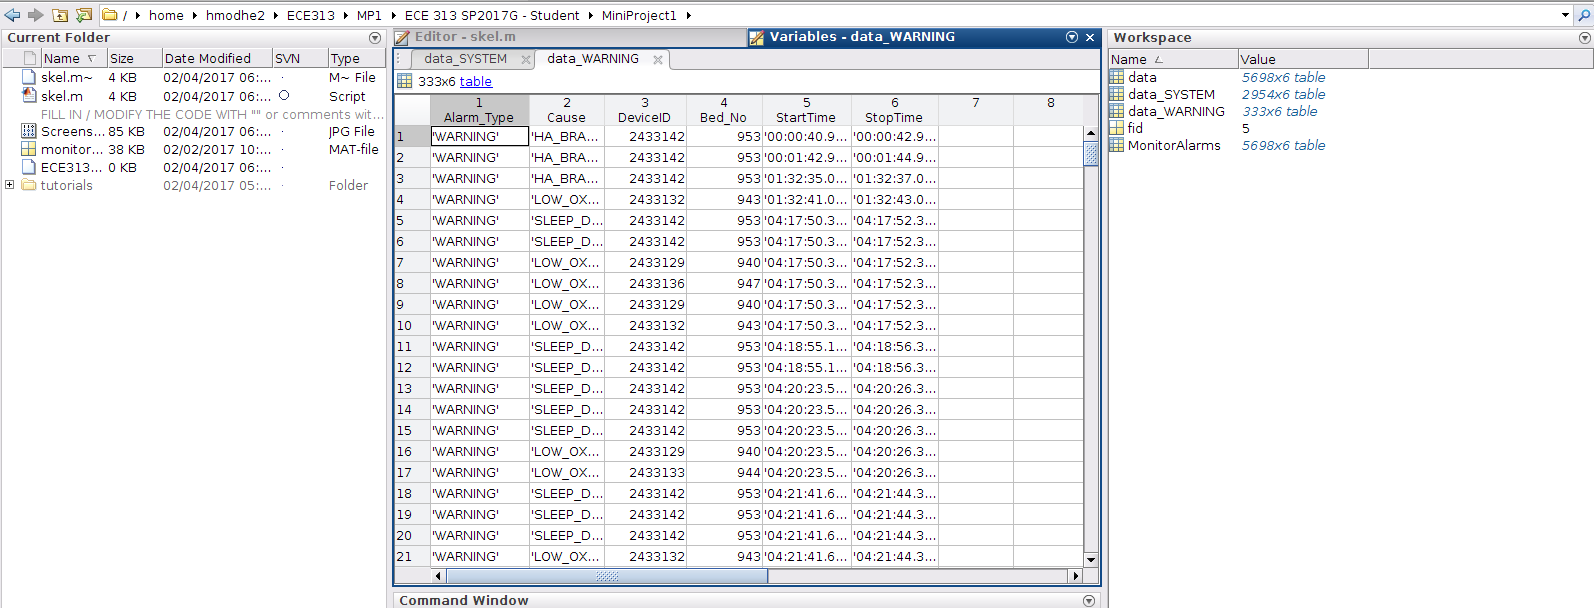 / › home › hmodhe2 › ECE313 › MP1 › ECE 313 SP2017G - Student › MiniProject1 ›
Current Folder
Name Size Date Modified SVN Type
skel.m~ 4 KB 02/04/2017 06:... · M~ File
skel.m 4 KB 02/04/2017 06:... Script
FILL IN / MODIFY THE CODE WITH "" or comments wit...
Screens... 85 KB 02/04/2017 06:... · JPG File
monitor... 38 KB 02/02/2017 10:... · MAT-file
ECE313... 0 KB 02/04/2017 06:... · File
tutorials 02/04/2017 05:... · Folder
Editor - skel.m
Variables - data_WARNING
data_SYSTEM data_WARNING
333x6 table
1 2 3 4 5 6 7 8
Alarm_Type Cause DeviceID Bed_No StartTime StopTime
1 'WARNING' 'HA_BRA... 2433142 953 '00:00:40.9... '00:00:42.9...
2 'WARNING' 'HA_BRA... 2433142 953 '00:01:42.9... '00:01:44.9...
3 'WARNING' 'HA_BRA... 2433142 953 '01:32:35.0... '01:32:37.0...
4 'WARNING' 'LOW_OX... 2433132 943 '01:32:41.0... '01:32:43.0...
5 'WARNING' 'SLEEP_D... 2433142 953 '04:17:50.3... '04:17:52.3...
6 'WARNING' 'SLEEP_D... 2433142 953 '04:17:50.3... '04:17:52.3...
7 'WARNING' 'LOW_OX... 2433129 940 '04:17:50.3... '04:17:52.3...
8 'WARNING' 'LOW_OX... 2433136 947 '04:17:50.3... '04:17:52.3...
9 'WARNING' 'LOW_OX... 2433129 940 '04:17:50.3... '04:17:52.3...
10 'WARNING' 'LOW_OX... 2433132 943 '04:17:50.3... '04:17:52.3...
11 'WARNING' 'SLEEP_D... 2433142 953 '04:18:55.1... '04:18:56.3...
12 'WARNING' 'SLEEP_D... 2433142 953 '04:18:55.1... '04:18:56.3...
13 'WARNING' 'SLEEP_D... 2433142 953 '04:20:23.5... '04:20:26.3...
14 'WARNING' 'SLEEP_D... 2433142 953 '04:20:23.5... '04:20:26.3...
15 'WARNING' 'SLEEP_D... 2433142 953 '04:20:23.5... '04:20:26.3...
16 'WARNING' 'LOW_OX... 2433129 940 '04:20:23.5... '04:20:26.3...
17 'WARNING' 'LOW_OX... 2433133 944 '04:20:23.5... '04:20:26.3...
18 'WARNING' 'SLEEP_D... 2433142 953 '04:21:41.6... '04:21:44.3...
19 'WARNING' 'SLEEP_D... 2433142 953 '04:21:41.6... '04:21:44.3...
20 'WARNING' 'SLEEP_D... 2433142 953 '04:21:41.6... '04:21:44.3...
21 'WARNING' 'LOW_OX... 2433132 943 '04:21:41.6... '04:21:44.3...
Command Window
Workspace
Name Value
data 5698x6 table
data_SYSTEM 2954x6 table
data_WARNING 333x6 table
fid 5
MonitorAlarms 5698x6 table